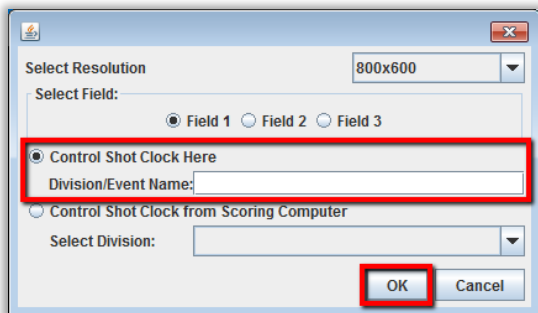 Select Resolution 800x600
Select Field:
Field 1 Field 2 Field 3
Control Shot Clock Here
Division/Event Name:
Control Shot Clock from Scoring Computer
Select Division:
OK Cancel